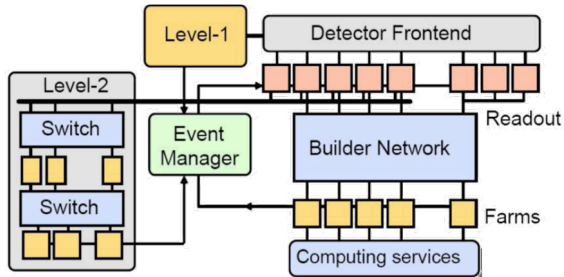 Level-1
Detector Frontend
Level-2
Switch
Event
Manager
Builder Network
Readout
Switch
Farms
Computing services